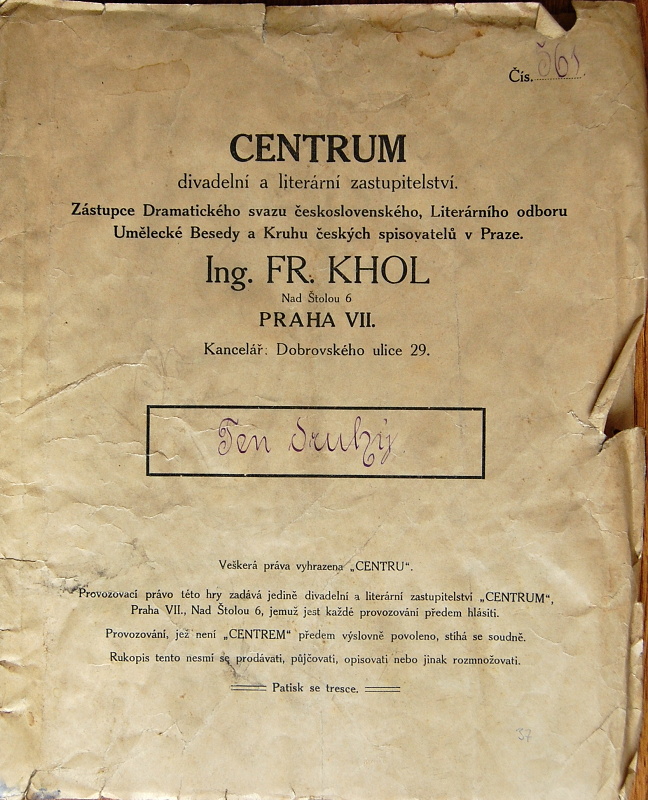 Čís. 361
CENTRUM
divadelní a literární zastupitelství.
Zástupce Dramatického svazu československého, Literárního odboru
Umělecké Besedy a Kruhu českých spisovatelů v Praze.
Ing. FR. KHOL
Nad Štolou 6
PRAHA VII.
Kancelář: Dobrovského ulice 29.
Ten druhý
Veškerá práva vyhrazena „CENTRU“.
Provozovací právo této hry zadává jedině divadelní a literární zastupitelství „CENTRUM“,
Praha VII., Nad Štolou 6, jemuž jest každé provozování předem hlásiti.
Provozování, jež není „CENTREM“ předem výslovně povoleno, stíhá se soudně.
Rukopis tento nesmí se prodávati, půjčovati, opisovati nebo jinak rozmnožovati.
Patisk se tresce.
37